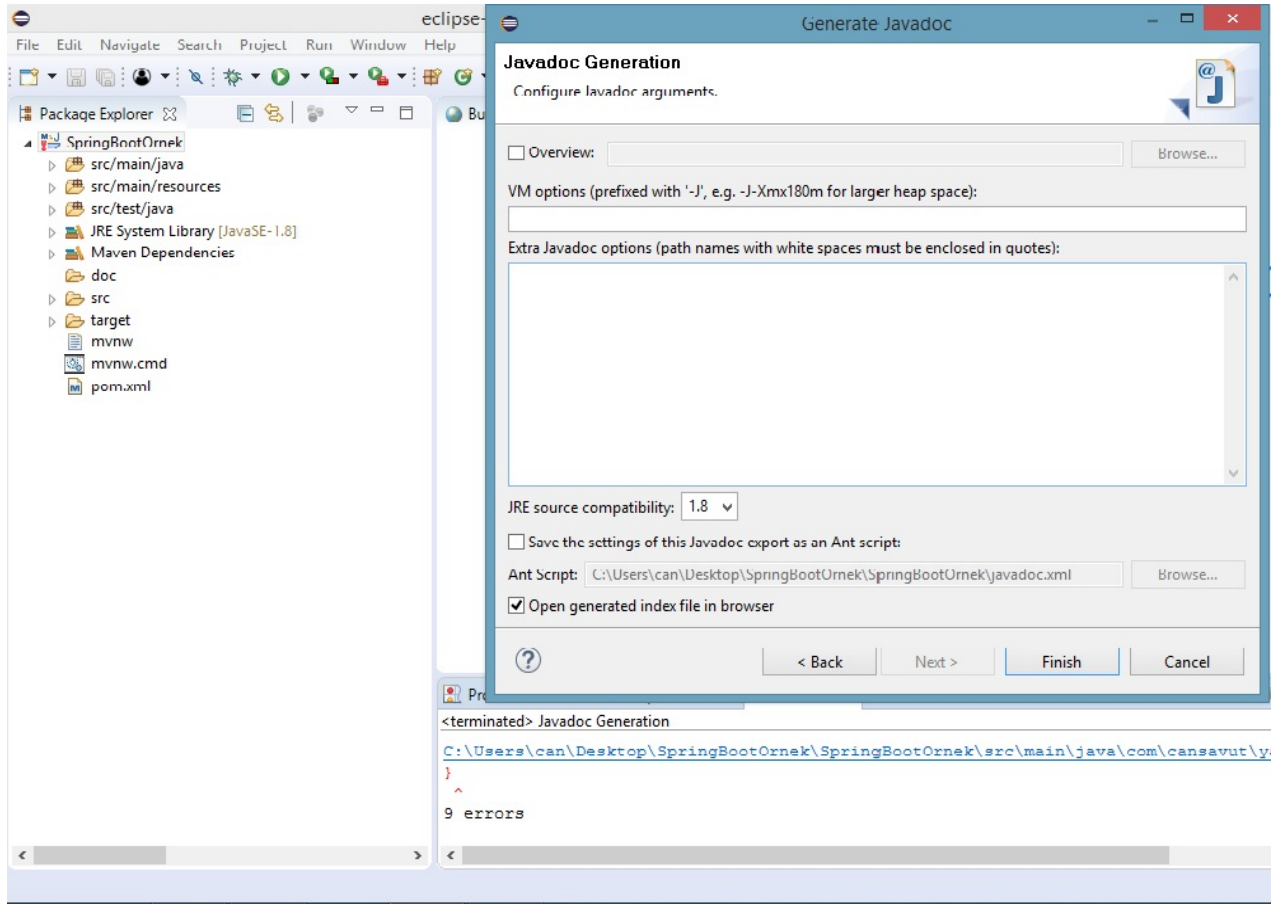 eclipse-
File Edit Navigate Search Project Run Window Help
Package Explorer
Bu
SpringBootOrnek
src/main/java
src/main/resources
src/test/java
JRE System Library [JavaSE-1.8]
Maven Dependencies
doc
src
target
mvnw
mvnw.cmd
pom.xml
Generate Javadoc
Javadoc Generation
Configure Javadoc arguments.
Overview:
Browse...
VM options (prefixed with '-J', e.g. -J-Xmx180m for larger heap space):
Extra Javadoc options (path names with white spaces must be enclosed in quotes):
JRE source compatibility: 1.8
Save the settings of this Javadoc export as an Ant script:
Ant Script: C:\Users\can\Desktop\SpringBootOrnek\SpringBootOrnek\javadoc.xml Browse...
Open generated index file in browser
< Back Next > Finish Cancel
Pro
<terminated> Javadoc Generation
C:\Users\can\Desktop\SpringBootOrnek\SpringBootOrnek\src\main\java\com\cansavut\ya
}
^
9 errors